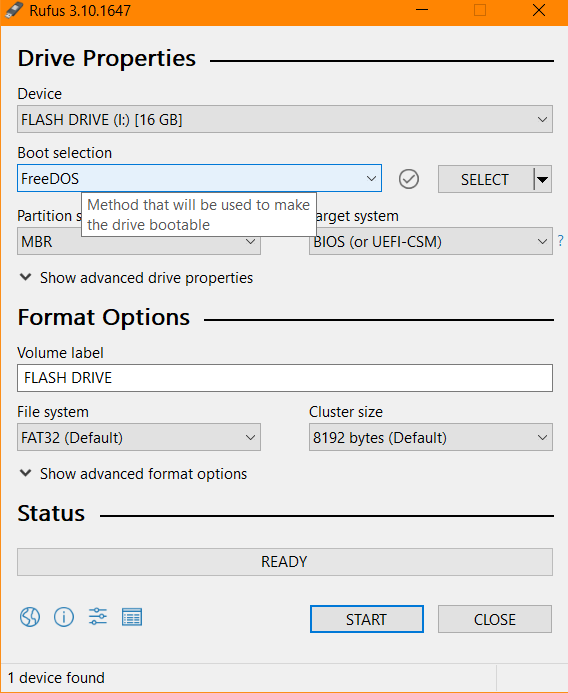 Rufus 3.10.1647
Drive Properties
Device
FLASH DRIVE (I:) [16 GB]
Boot selection
FreeDOS
SELECT
Method that will be used to make
the drive bootable
Partition s
arget system
MBR
BIOS (or UEFI-CSM)
?
Show advanced drive properties
Format Options
Volume label
FLASH DRIVE
File system
Cluster size
FAT32 (Default)
8192 bytes (Default)
Show advanced format options
Status
READY
START
CLOSE
1 device found